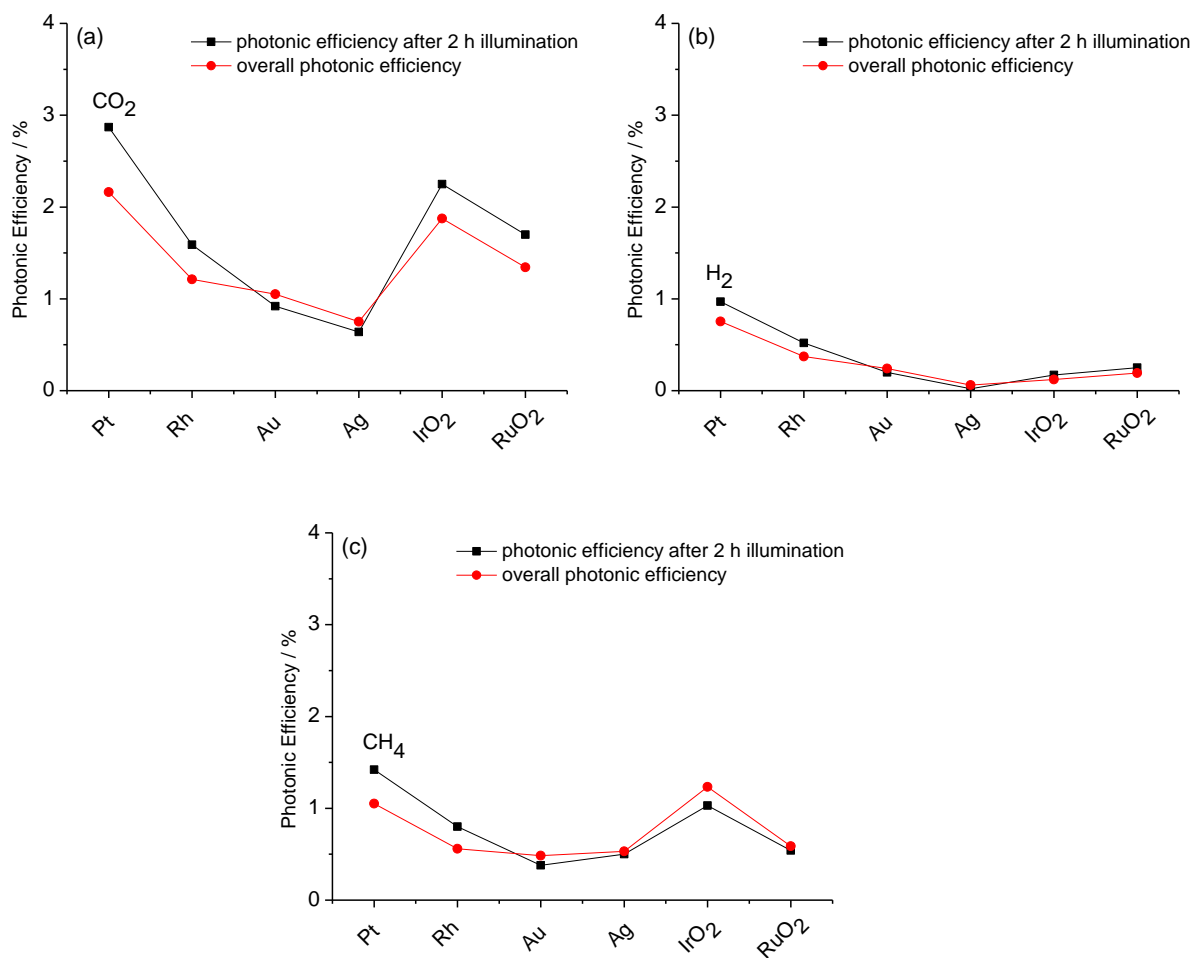 (a)
photonic efficiency after 2 h illumination
overall photonic efficiency
CO2
Photonic Efficiency / %
4
3
2
1
0
Pt
Rh
Au
Ag
IrO2
RuO2
(b)
photonic efficiency after 2 h illumination
overall photonic efficiency
H2
Photonic Efficiency / %
4
3
2
1
0
Pt
Rh
Au
Ag
IrO2
RuO2
(c)
photonic efficiency after 2 h illumination
overall photonic efficiency
CH4
Photonic Efficiency / %
4
3
2
1
0
Pt
Rh
Au
Ag
IrO2
RuO2